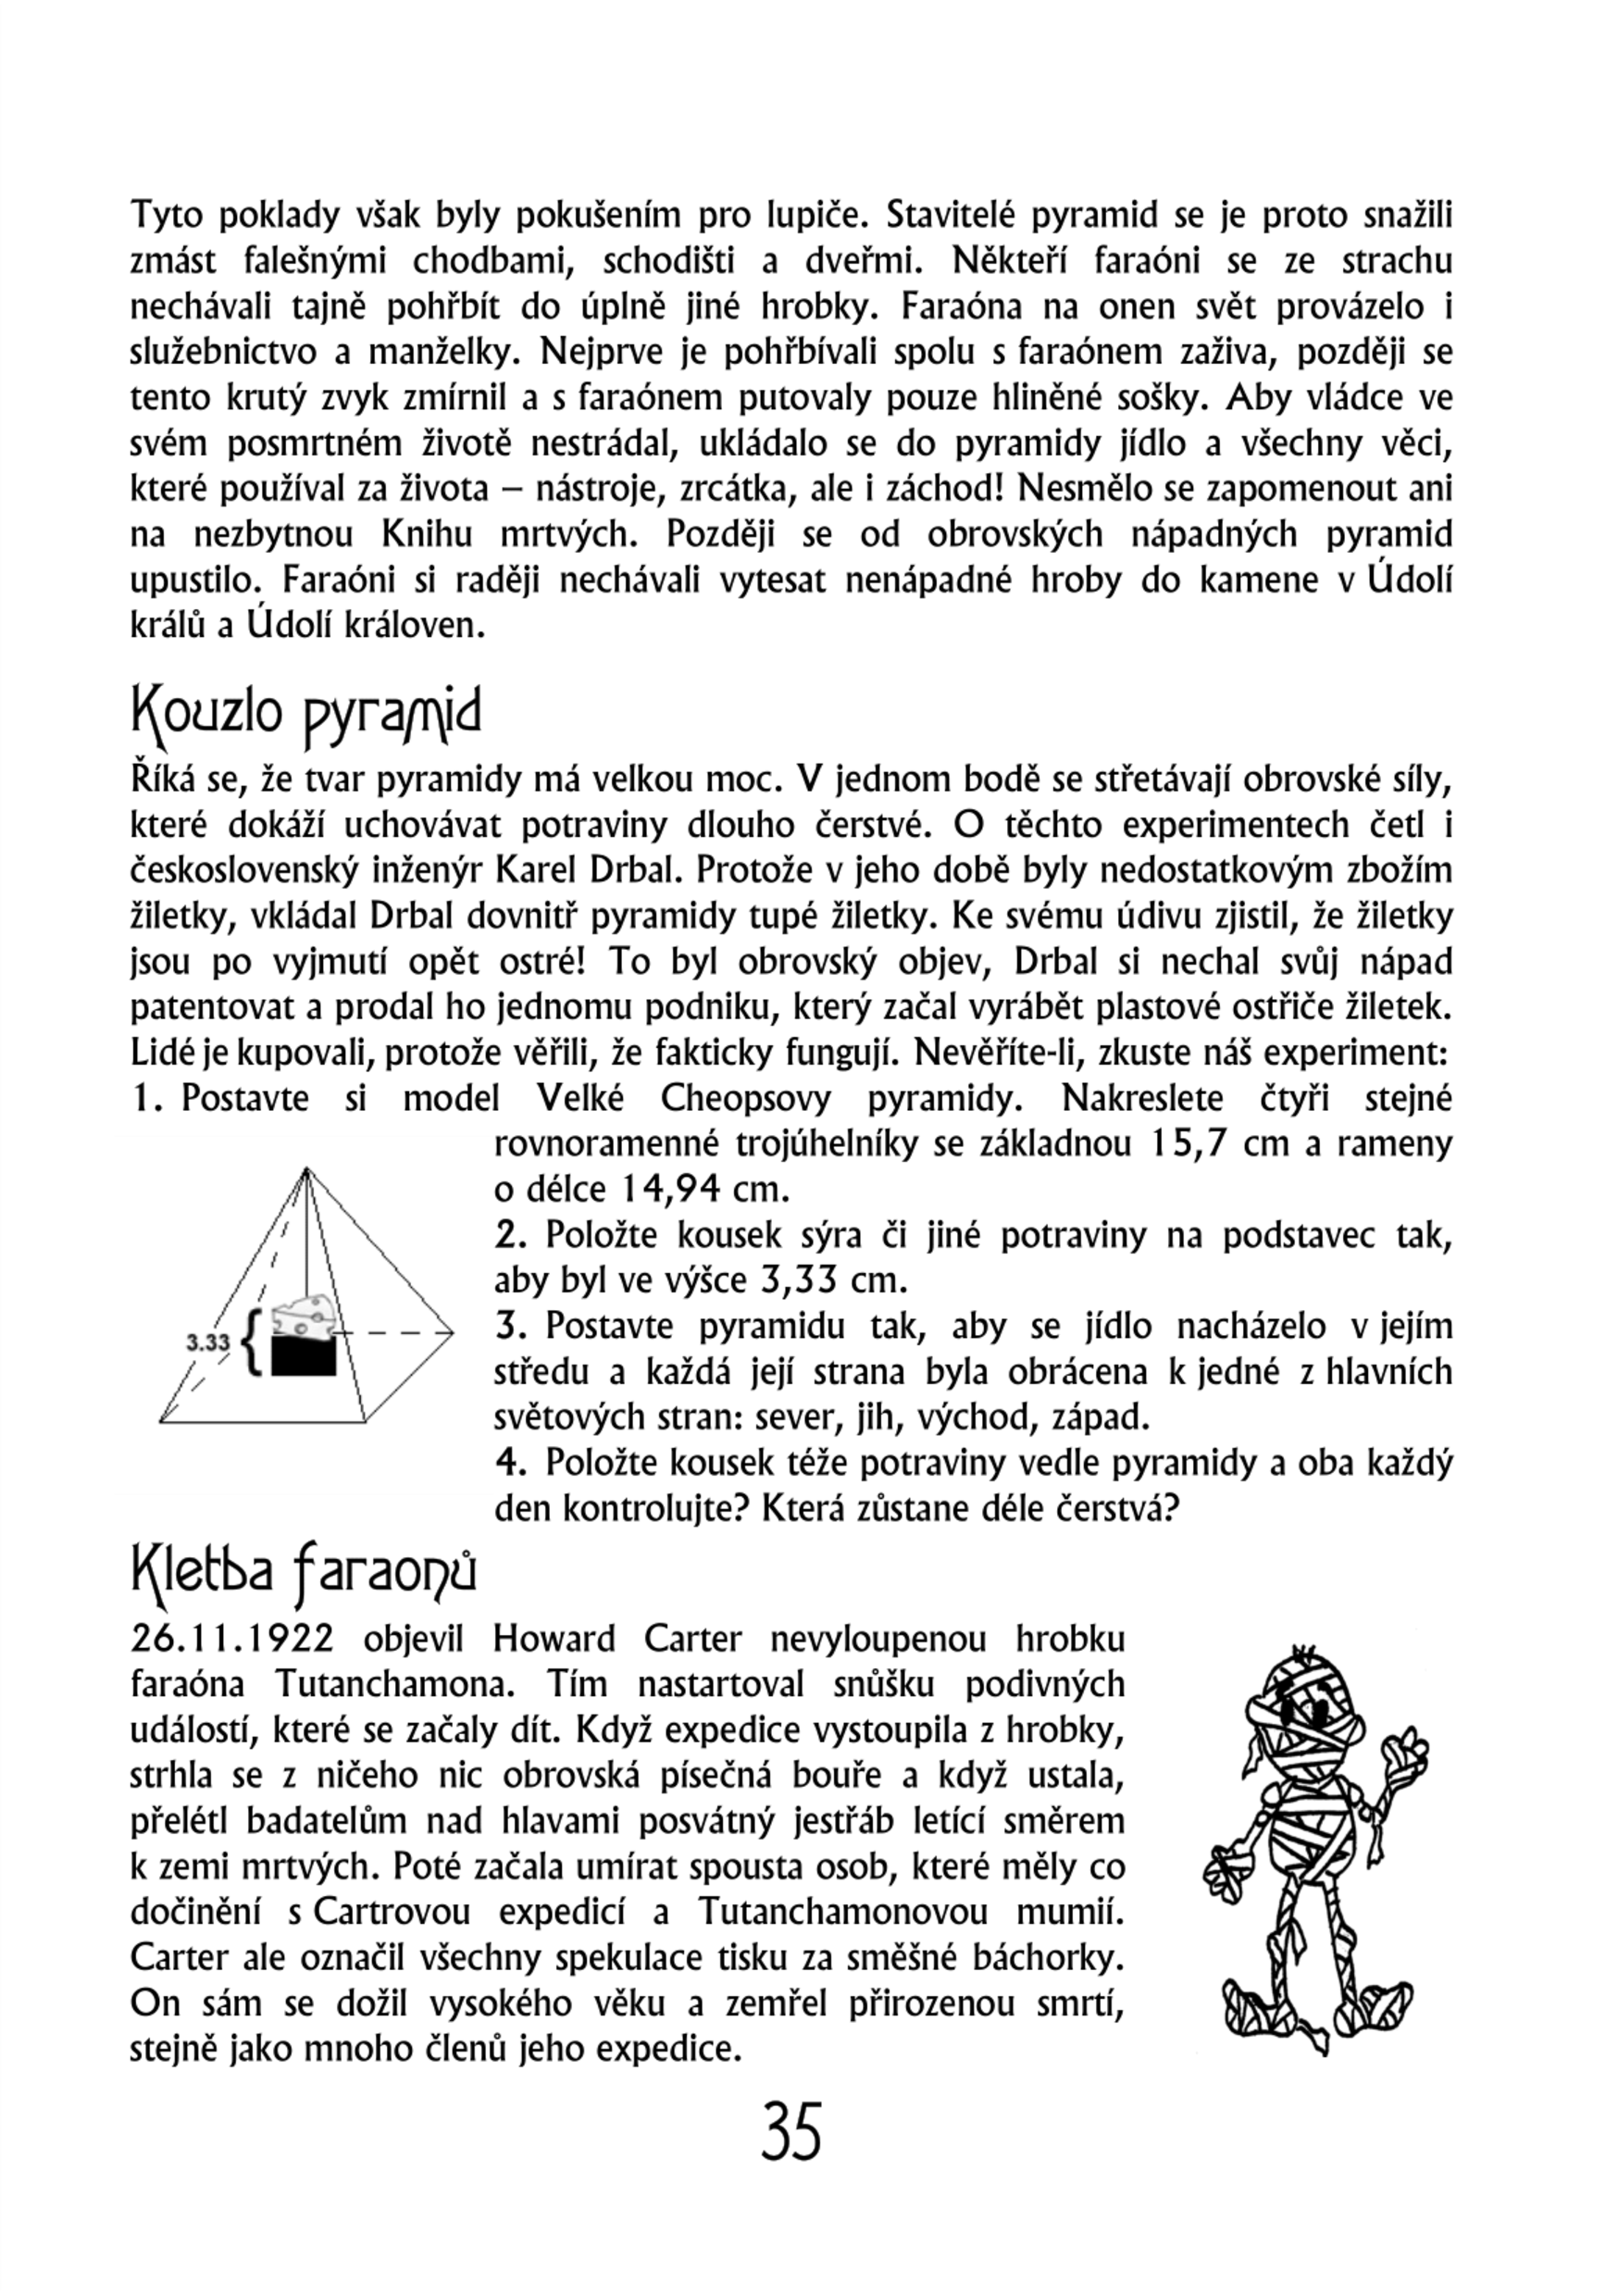 Tyto poklady však byly pokušením pro lupiče. Stavitelé pyramid se je proto snažili
zmást falešnými chodbami, schodišti a dveřmi. Někteří faraóni se ze strachu
nechávali tajně pohřbít do úplně jiné hrobky. Faraóna na onen svět provázelo i
služebnictvo a manželky. Nejprve je pohřbívali spolu s faraónem zaživa, později se
tento krutý zvyk zmírnil a s faraónem putovaly pouze hliněné sošky. Aby vládce ve
svém posmrtném životě nestrádal, ukládalo se do pyramidy jídlo a všechny věci,
které používal za života – nástroje, zrcátka, ale i záchod! Nesmělo se zapomenout ani
na nezbytnou Knihu mrtvých. Později se od obrovských nápadných pyramid
upustilo. Faraóni si raději nechávali vytesat nenápadné hroby do kamene v Údolí
králů a Údolí královen.
Kouzlo pyramid
Říká se, že tvar pyramidy má velkou moc. V jednom bodě se střetávají obrovské síly,
které dokáží uchovávat potraviny dlouho čerstvé. O těchto experimentech četl i
československý inženýr Karel Drbal. Protože v jeho době byly nedostatkovým zbožím
žiletky, vkládal Drbal dovnitř pyramidy tupé žiletky. Ke svému údivu zjistil, že žiletky
jsou po vyjmutí opět ostré! To byl obrovský objev, Drbal si nechal svůj nápad
patentovat a prodal ho jednomu podniku, který začal vyrábět plastové ostřiče žiletek.
Lidé je kupovali, protože věřili, že fakticky fungují. Nevěříte-li, zkuste náš experiment:
1. Postavte si model Velké Cheopsovy pyramidy. Nakreslete čtyři stejné
rovnoramenné trojúhelníky se základnou 15,7 cm a rameny
o délce 14,94 cm.
2. Položte kousek sýra či jiné potraviny na podstavec tak,
aby byl ve výšce 3,33 cm.
3.33
3. Postavte pyramidu tak, aby se jídlo nacházelo v jejím
středu a každá její strana byla obrácena k jedné z hlavních
světových stran: sever, jih, východ, západ.
4. Položte kousek téže potraviny vedle pyramidy a oba každý
den kontrolujte? Která zůstane déle čerstvá?
Kletba faraonů
26.11.1922 objevil Howard Carter nevyloupenou hrobku
faraóna Tutanchamona. Tím nastartoval snůšku podivných
událostí, které se začaly dít. Když expedice vystoupila z hrobky,
strhla se z ničeho nic obrovská písečná bouře a když ustala,
přelétl badatelům nad hlavami posvátný jestřáb letící směrem
k zemi mrtvých. Poté začala umírat spousta osob, které měly co
dočinění s Cartrovou expedicí a Tutanchamonovou mumií.
Carter ale označil všechny spekulace tisku za směšné báchorky.
On sám se dožil vysokého věku a zemřel přirozenou smrtí,
stejně jako mnoho členů jeho expedice.
35